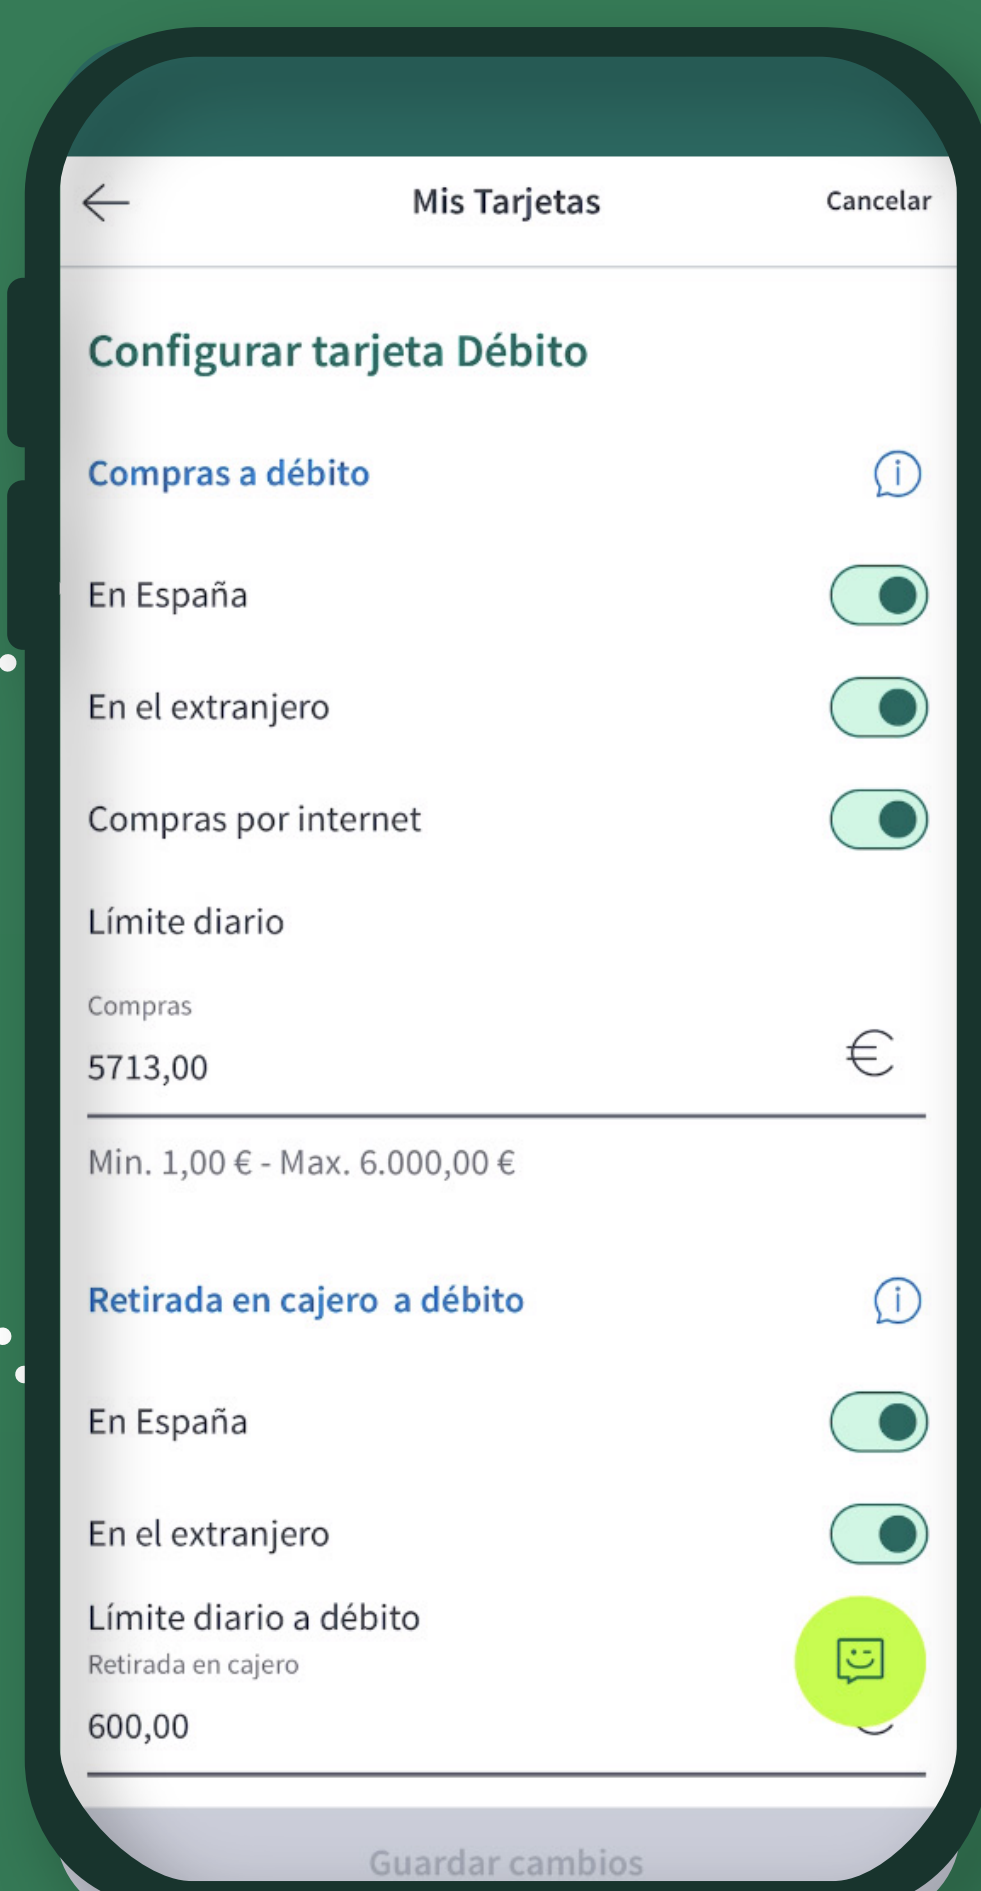 Mis Tarjetas
Cancelar
Configurar tarjeta Débito
Compras a débito
En España
En el extranjero
Compras por internet
Límite diario
Compras
5713,00 €
Min. 1,00 € - Max. 6.000,00 €
Retirada en cajero  a débito
En España
En el extranjero
Límite diario a débito
Retirada en cajero
600,00
Guardar cambios